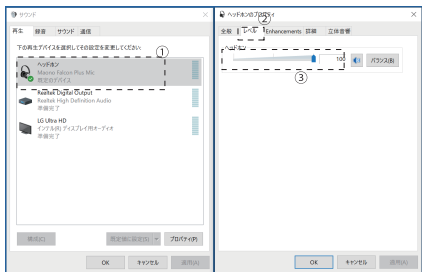 サウンド
再生 録音 サウンド 通信
下の再生デバイスを選択してその設定を変更してください:
①
ヘッドホン
Maono Falcon Plus Mic
既定のデバイス
Realtek Digital Output
Realtek High Definition Audio
準備完了
LG Ultra HD
インテル(R) ディスプレイ用オーディオ
準備完了
構成(C) 既定値に設定(S) プロパティ(P)
OK キャンセル 適用(A)
ヘッドホンのプロパティ
②
全般 レベル Enhancements 詳細 立体音響
ヘッドホン
100 バランス(B)
③
OK キャンセル 適用(A)